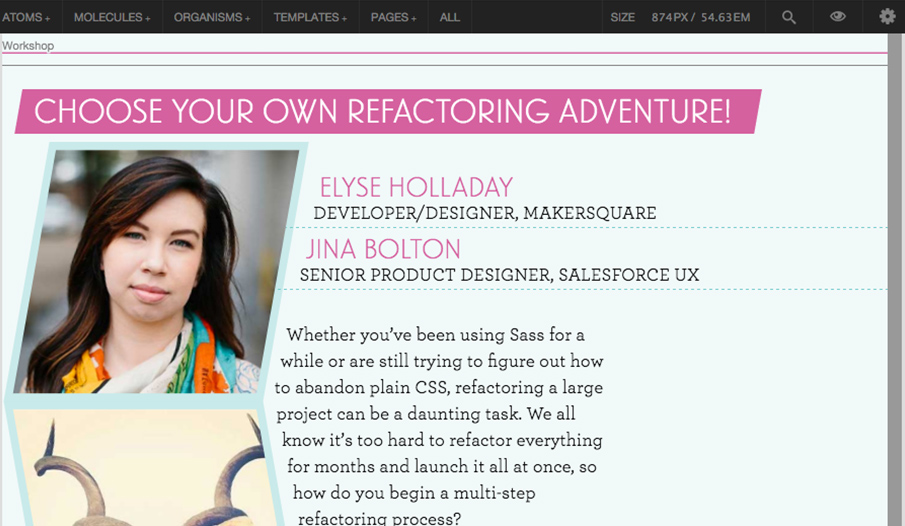 ATOMS + MOLECULES + ORGANISMS + TEMPLATES + PAGES + ALL SIZE 874PX / 54.63EM
Workshop
CHOOSE YOUR OWN REFACTORING ADVENTURE!
ELYSE HOLLADAY
DEVELOPER/DESIGNER, MAKERSQUARE
JINA BOLTON
SENIOR PRODUCT DESIGNER, SALESFORCE UX
Whether you’ve been using Sass for a
while or are still trying to figure out how
to abandon plain CSS, refactoring a large
project can be a daunting task. We all
know it’s too hard to refactor everything
for months and launch it all at once, so
how do you begin a multi-step
refactoring process?